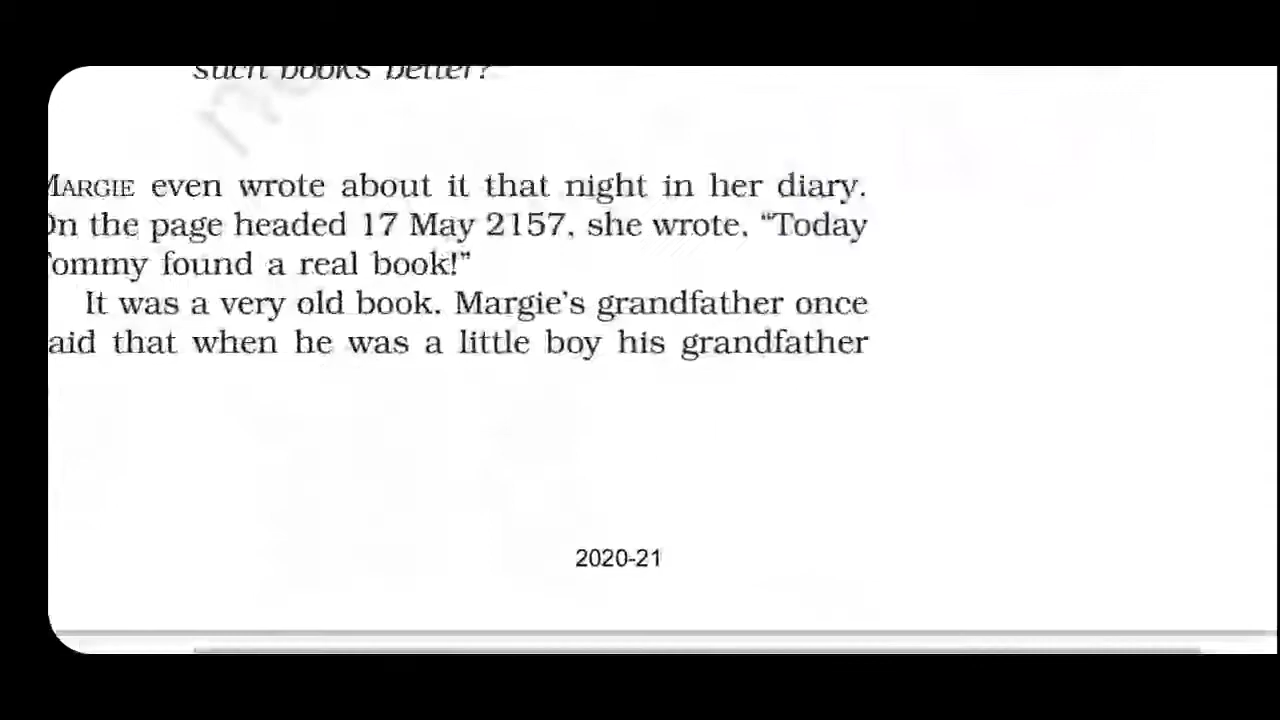 such books better?
MARGIE even wrote about it that night in her diary.
On the page headed 17 May 2157, she wrote, “Today
Tommy found a real book!”
It was a very old book. Margie’s grandfather once
aid that when he was a little boy his grandfather
2020-21